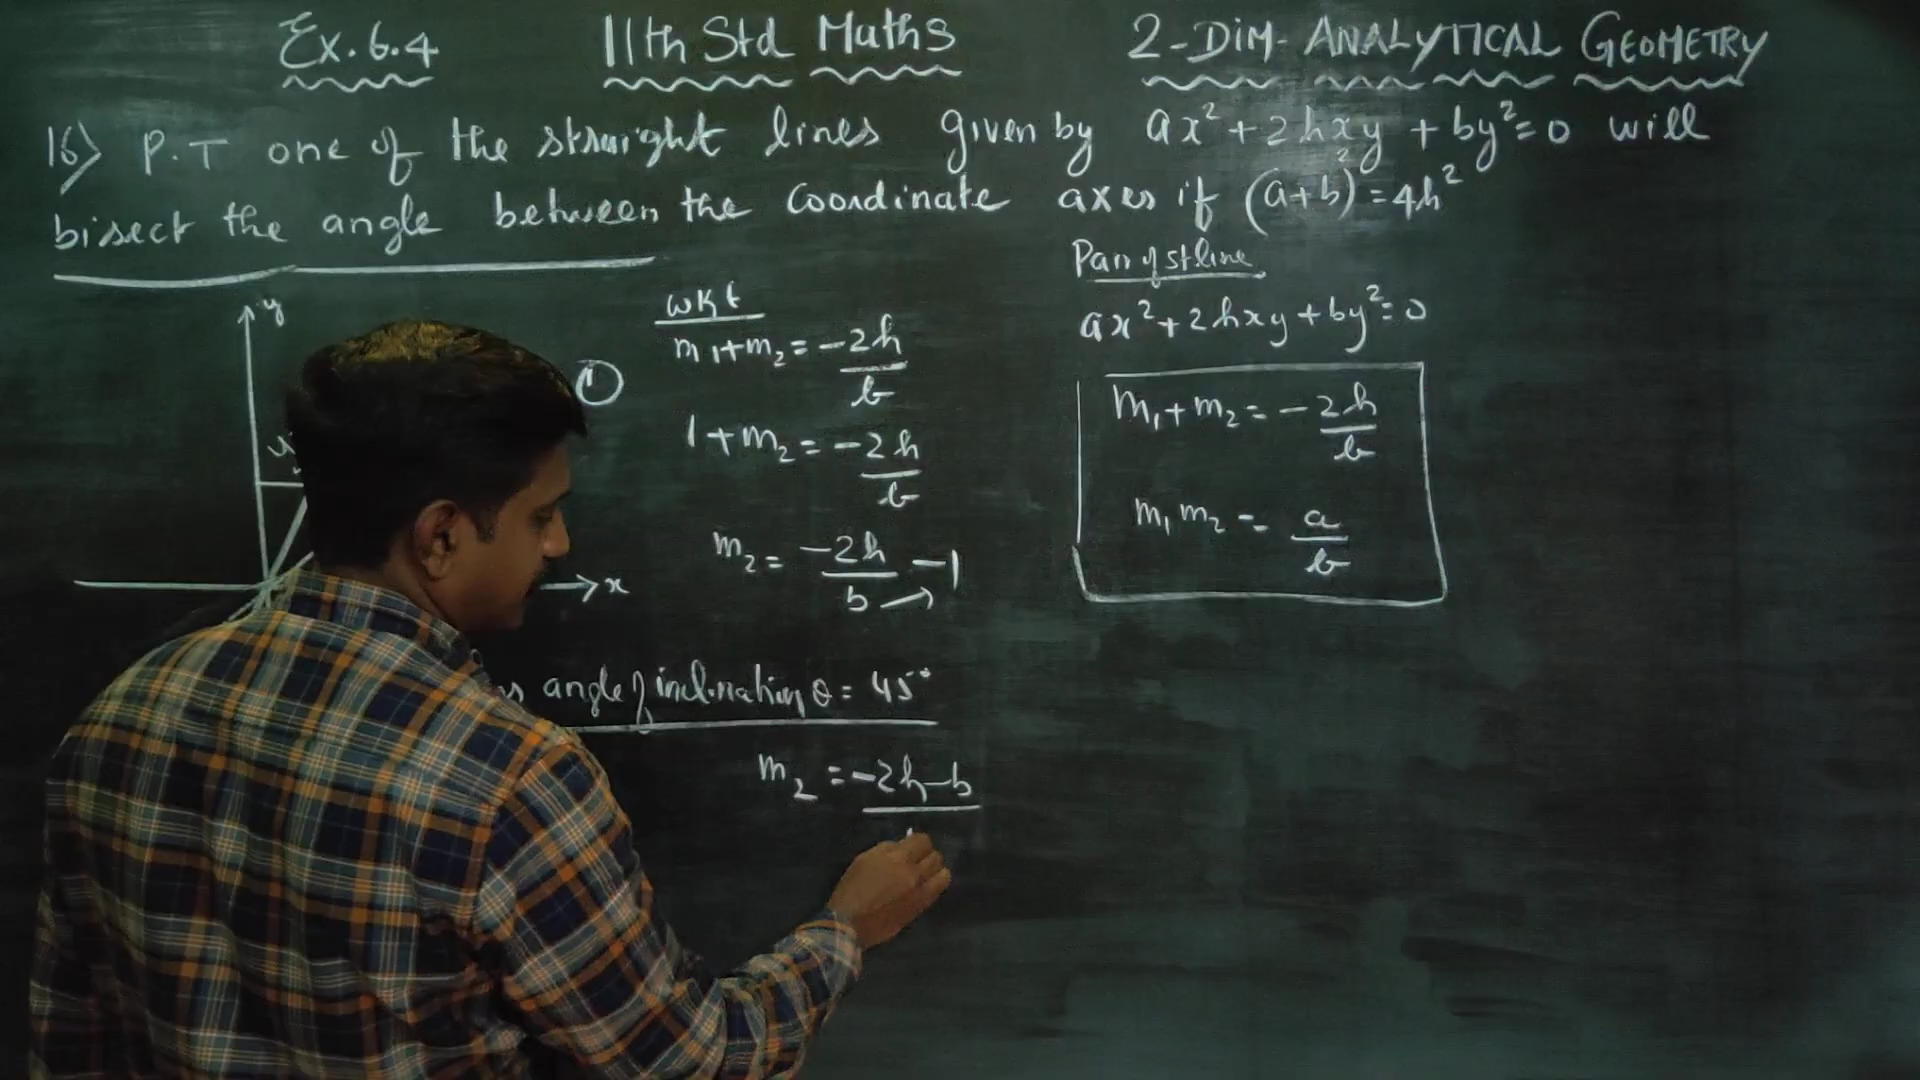 Ex. 6.4 11th Std Maths 2-DIM- ANALYTICAL GEOMETRY
16) P.T one of the straight lines given by ax² + 2hxy + by² = 0 will
bisect the angle between the coordinate axes if (a+b)² = 4h²
Pair of st line
ax² + 2hxy + by² = 0
m₁ + m₂ = -2h/b
m₁ m₂ = a/b
y
x
1
wkt
m₁ + m₂ = -2h/b
1 + m₂ = -2h/b
m₂ = -2h/b - 1
angle of inclination θ = 45°
m₂ = -2h-b